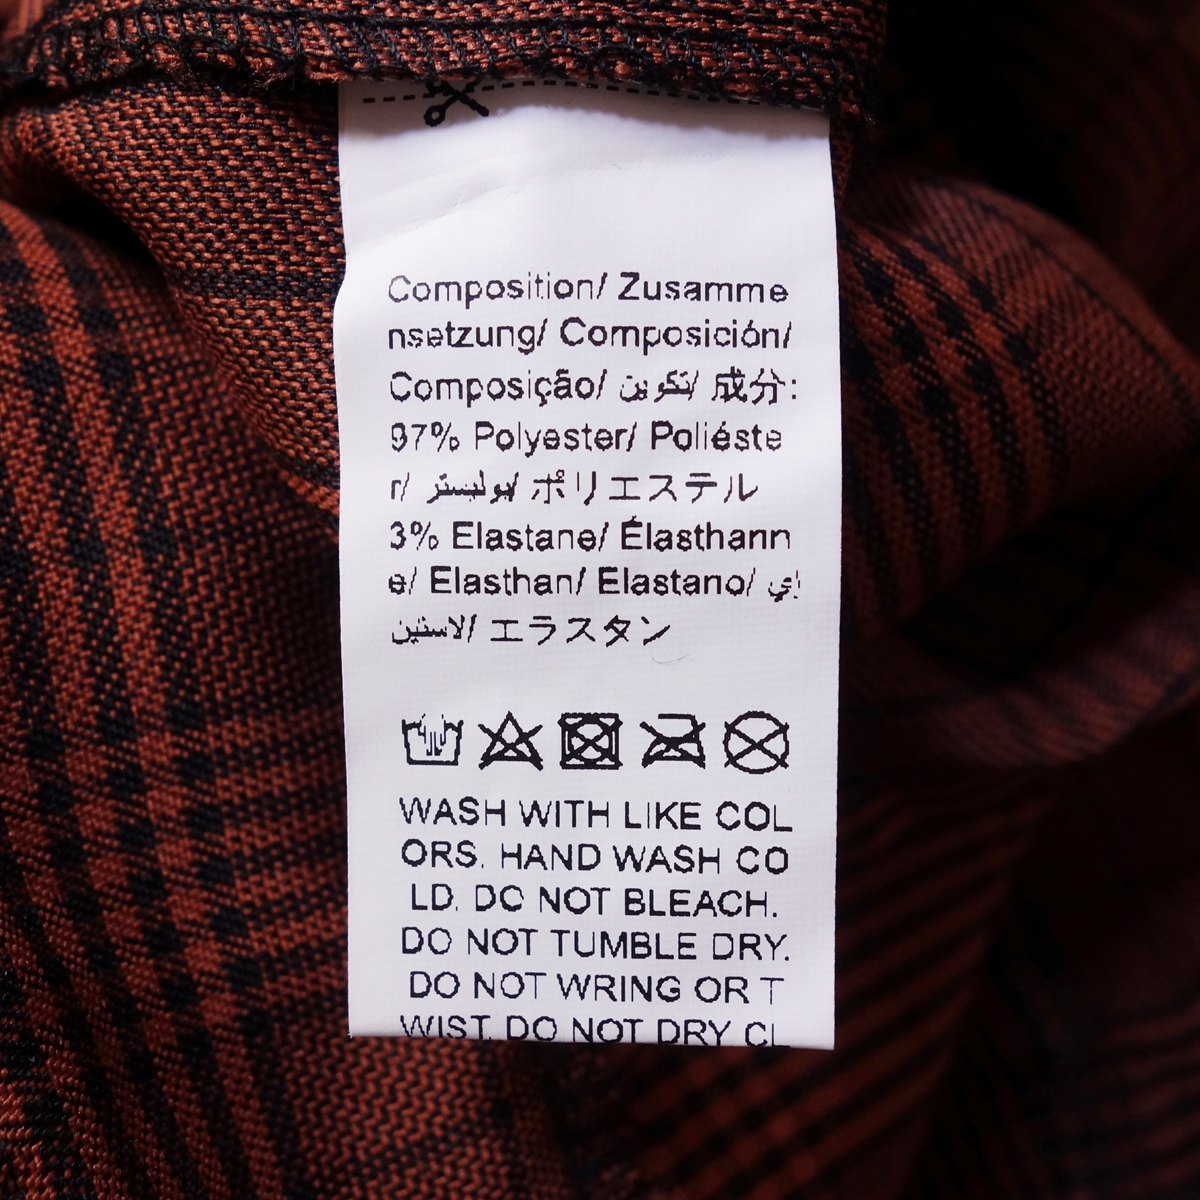 Composition/ Zusamme
nsetzung/ Composición/
Composição/ تكوين/ 成分:
97% Polyester/ Poliéste
r/ بوليستر/ ポリエステル
3% Elastane/ Élasthann
e/ Elasthan/ Elastano/ إي
لاستين/ エラスタン
WASH WITH LIKE COL
ORS. HAND WASH CO
LD. DO NOT BLEACH.
DO NOT TUMBLE DRY.
DO NOT WRING OR T
WIST. DO NOT DRY CL